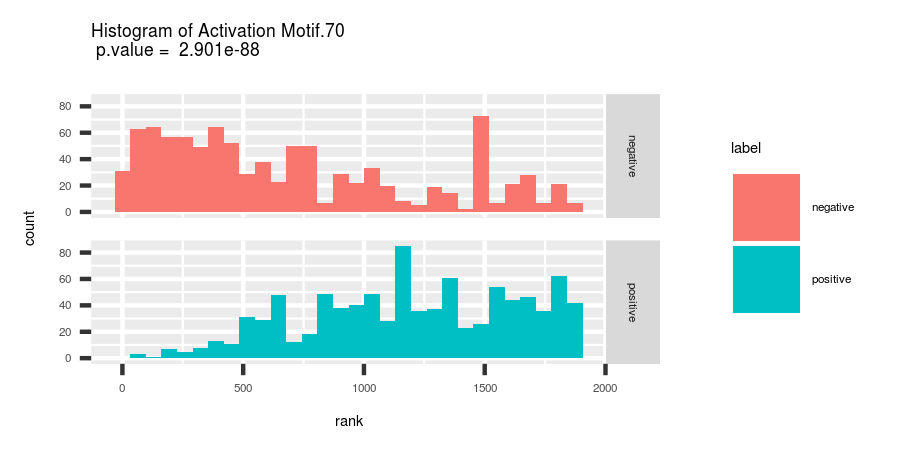 Histogram of Activation Motif.70
p.value = 2.901e-88
count
80
60
40
20
0
negative
80
60
40
20
0
positive
0 500 1000 1500 2000
rank
label
negative
positive